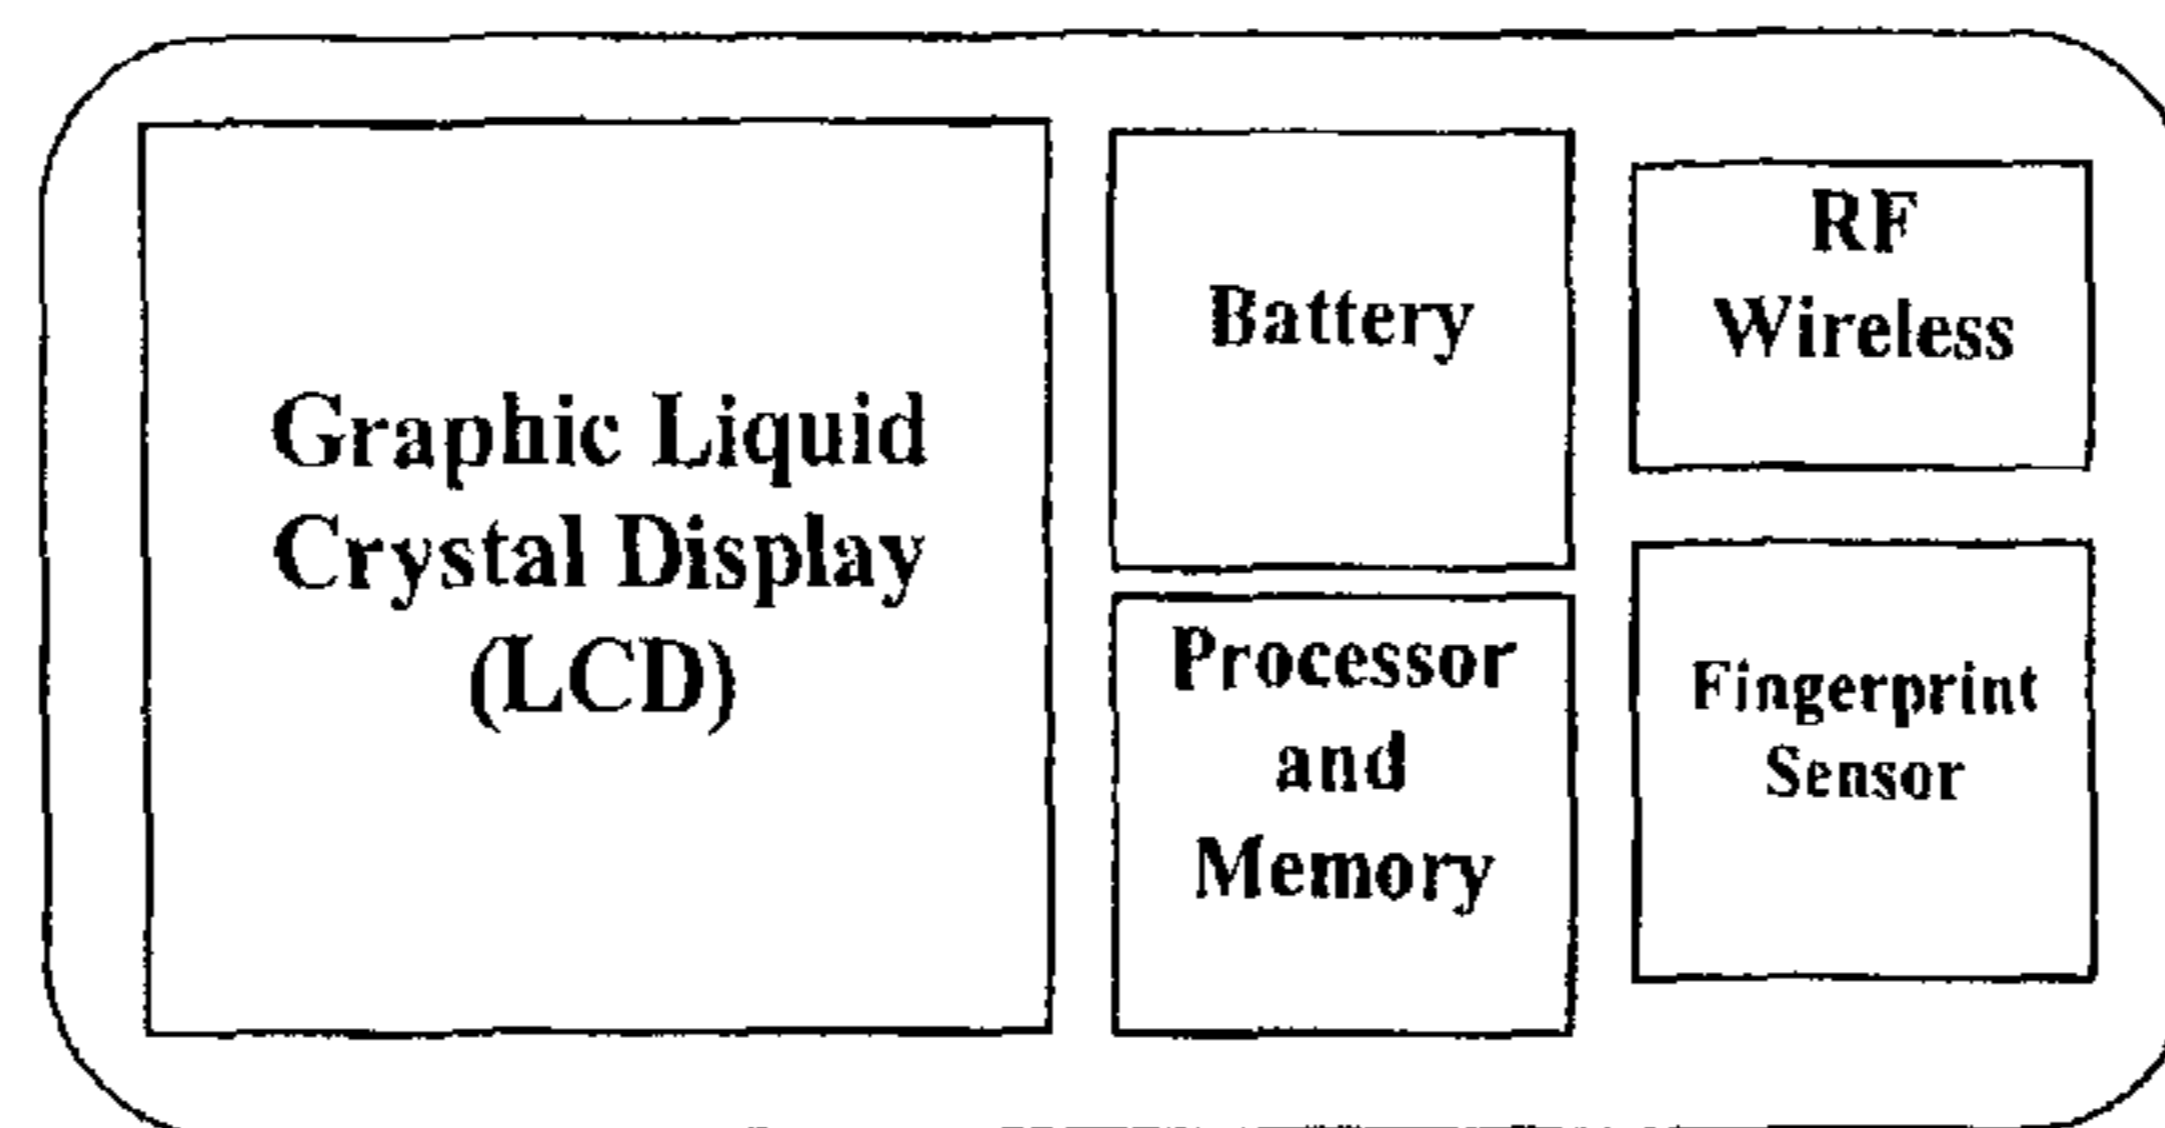 Graphic Liquid
Crystal Display
(LCD)
Battery
Processor
and
Memory
RF
Wireless
Fingerprint
Sensor